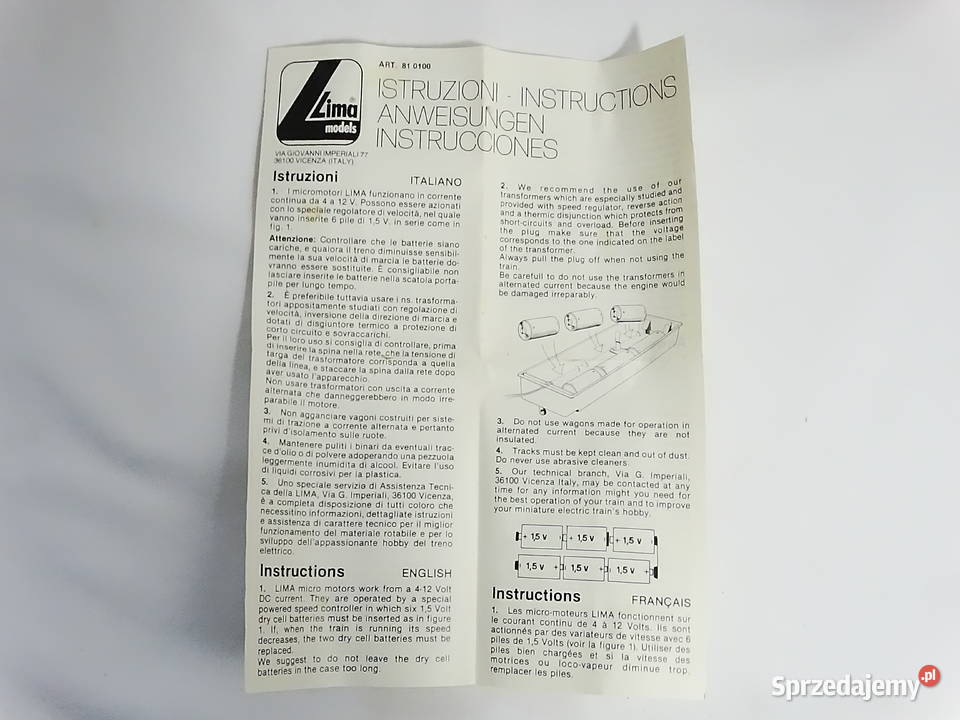 Lima®
models
ART. 81 0100
ISTRUZIONI - INSTRUCTIONS
ANWEISUNGEN
INSTRUCCIONES
VIA GIOVANNI IMPERIALI 77
36100 VICENZA (ITALY)
Istruzioni ITALIANO
1. I micromotori LIMA funzionano in corrente
continua da 4 a 12 V. Possono essere azionati
con lo speciale regolatore di velocità, nel quale
vanno inserite 6 pile di 1,5 V. in serie come in
fig. 1.
Attenzione: Controllare che le batterie siano
cariche, e qualora il treno diminuisse sensibil-
mente la sua velocità di marcia le batterie do-
vranno essere sostituite. È consigliabile non
lasciare inserite le batterie nella scatola porta-
pile per lungo tempo.
2. È preferibile tuttavia usare i ns. trasforma-
tori appositamente studiati con regolazione di
velocità, inversione della direzione di marcia e
dotati di disgiuntore termico a protezione di
corto circuito e sovraccarichi.
Per il loro uso si consiglia di controllare, prima
di inserire la spina nella rete, che la tensione di
targa del trasformatore corrisponda a quella
della linea, e staccare la spina dalla rete dopo
aver usato l'apparecchio.
Non usare trasformatori con uscita a corrente
alternata che danneggerebbero in modo irre-
parabile il motore.
3. Non agganciare vagoni costruiti per siste-
mi di trazione a corrente alternata e pertanto
privi d'isolamento sulle ruote.
4. Mantenere puliti i binari da eventuali trac-
ce d'olio o di polvere adoperando una pezzuola
leggermente inumidita di alcool. Evitare l'uso
di liquidi corrosivi per la plastica.
5. Uno speciale servizio di Assistenza Tecni-
ca della LIMA, Via G. Imperiali, 36100 Vicenza,
è a completa disposizione di tutti coloro che
necessitino informazioni, dettagliate istruzioni
e assistenza di carattere tecnico per il miglior
funzionamento del materiale rotabile e per lo
sviluppo dell'appassionante hobby del treno
elettrico.
Instructions ENGLISH
1. LIMA micro motors work from a 4-12 Volt
DC current. They are operated by a special
powered speed controller in which six 1,5 Volt
dry cell batteries must be inserted as in figure
1. If, when the train is running its speed
decreases, the two dry cell batteries must be
replaced.
We suggest to do not leave the dry cell
batteries in the case too long.
2. We recommend the use of our
transformers which are especially studied and
provided with speed regulator, reverse action
and a thermic disjunction which protects from
short-circuits and overload. Before inserting
the plug make sure that the voltage
corresponds to the one indicated on the label
of the transformer.
Always pull the plug off when not using the
train.
Be carefull to do not use the transformers in
alternated current because the engine would
be damaged irreparably.
3. Do not use wagons made for operation in
alternated current because they are not
insulated.
4. Tracks must be kept clean and out of dust.
Do never use abrasive cleaners.
5. Our technical branch, Via G. Imperiali,
36100 Vicenza Italy, may be contacted at any
time for any information might you need for
the best operation of your train and to improve
your miniature electric train's hobby.
+ 1,5 v + 1,5 v + 1,5 v
1,5 v + 1,5 v + 1,5 v +
Instructions FRANÇAIS
1. Les micro-moteurs LIMA fonctionnent sur
le courant continu de 4 à 12 Volts. Ils sont
actionnés par des variateurs de vitesse avec 6
piles de 1,5 Volts (voir la figure 1). Utiliser des
piles bien chargées et si la vitesse des
motrices ou loco-vapeur diminue trop,
remplacer les piles.
Sprzedajemy.pl